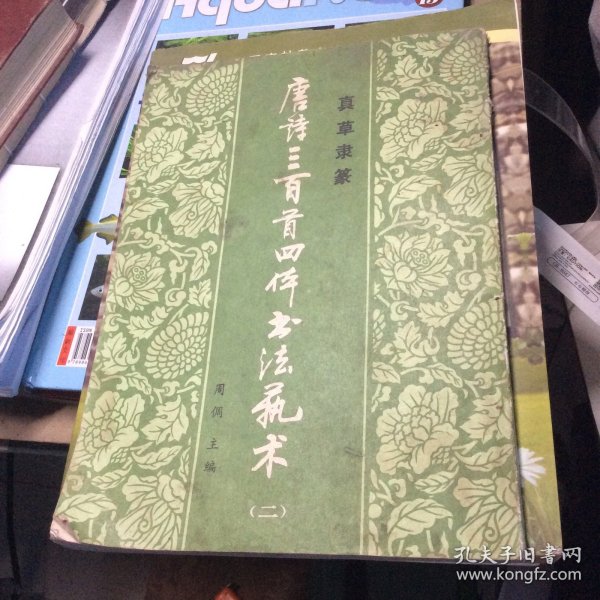 真草隶篆
唐诗三百首四体书法艺术
(二)
周倜 主编
孔夫子旧书网
www.kongfz.com